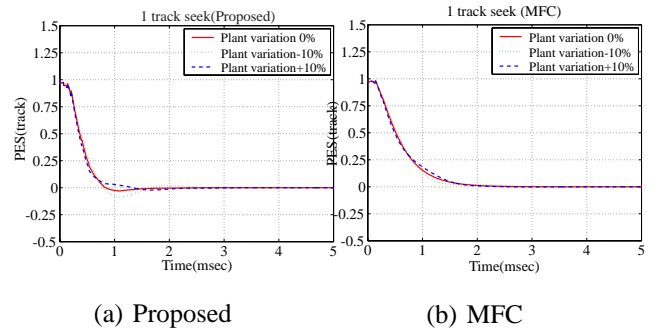 1 track seek(Proposed)
1.5
1.25
1
0.75
0.5
0.25
0
-0.25
-0.5
PES(track)
Plant variation 0%
Plant variation-10%
Plant variation+10%
0 1 2 3 4 5
Time(msec)
(a) Proposed
1 track seek (MFC)
1.5
1.25
1
0.75
0.5
0.25
0
-0.25
-0.5
PES(track)
Plant variation 0%
Plant variation-10%
Plant variation+10%
0 1 2 3 4 5
Time(msec)
(b) MFC